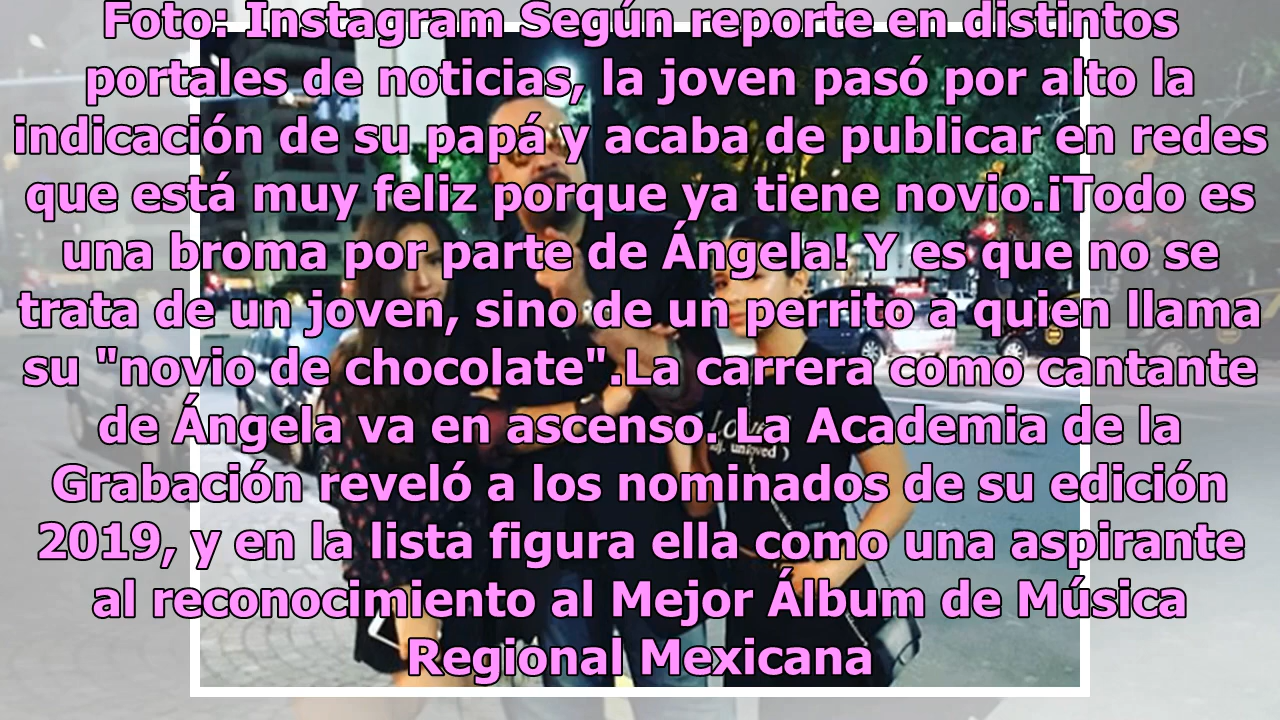 Foto: Instagram Según reporte en distintos
portales de noticias, la joven pasó por alto la
indicación de su papá y acaba de publicar en redes
que está muy feliz porque ya tiene novio.¡Todo es
una broma por parte de Ángela! Y es que no se
trata de un joven, sino de un perrito a quien llama
su "novio de chocolate".La carrera como cantante
de Ángela va en ascenso. La Academia de la
Grabación reveló a los nominados de su edición
2019, y en la lista figura ella como una aspirante
al reconocimiento al Mejor Álbum de Música
Regional Mexicana
unloved )